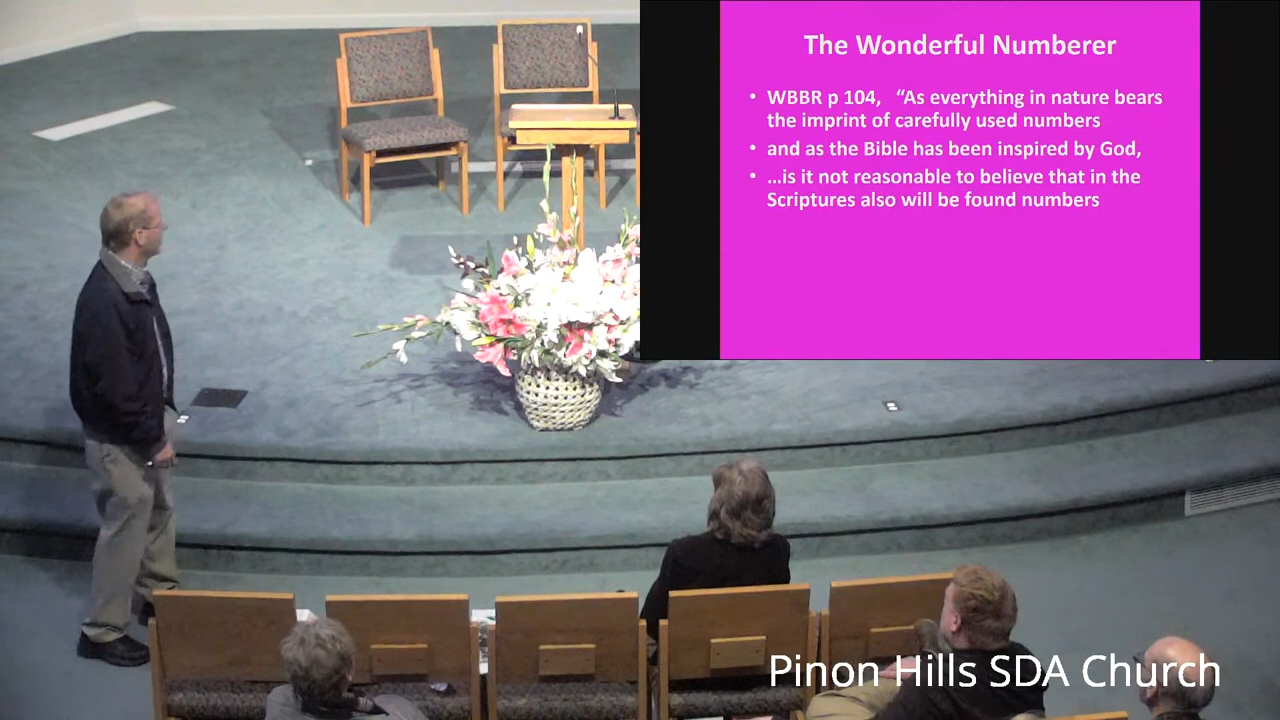 The Wonderful Numberer
• WBBR p 104, “As everything in nature bears
the imprint of carefully used numbers
• and as the Bible has been inspired by God,
• …is it not reasonable to believe that in the
Scriptures also will be found numbers
Pinon Hills SDA Church